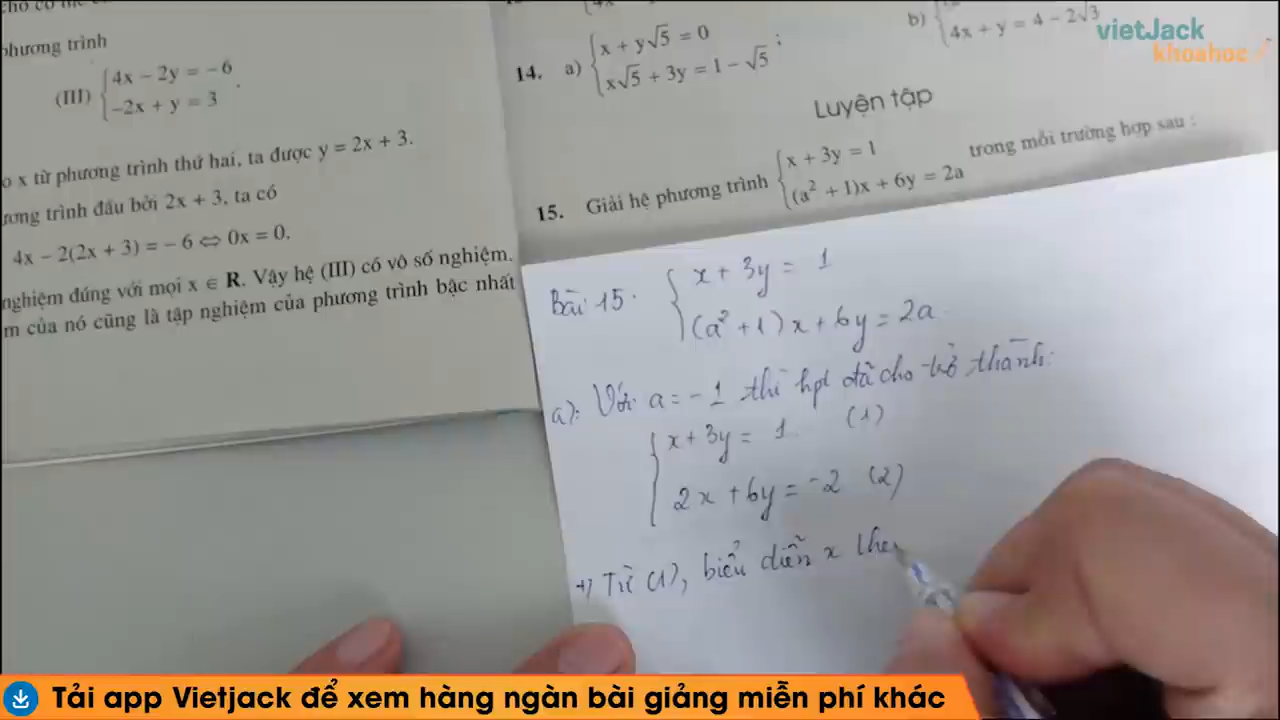 phương trình
(III) {4x − 2y = −6
−2x + y = 3 .
o x từ phương trình thứ hai, ta được y = 2x + 3.
ương trình đầu bởi 2x + 3, ta có
4x − 2(2x + 3) = − 6 ⇔ 0x = 0.
nghiệm đúng với mọi x ∈ R. Vậy hệ (III) có vô số nghiệm.
m của nó cũng là tập nghiệm của phương trình bậc nhất
14. a) {x + y√5 = 0
x√5 + 3y = 1 − √5 ;
b) {
4x + y = 4 − 2√3
vietJack
khoahoc
Luyện tập
15. Giải hệ phương trình {x + 3y = 1
(a² + 1)x + 6y = 2a trong mỗi trường hợp sau :
Bài 15. {x + 3y = 1
(a² + 1)x + 6y = 2a
a). Với a = −1 thì hpt đã cho trở thành:
{x + 3y = 1. (1)
2x + 6y = −2 (2)
+) Từ (1), biểu diễn x the
Tải app Vietjack để xem hàng ngàn bài giảng miễn phí khác